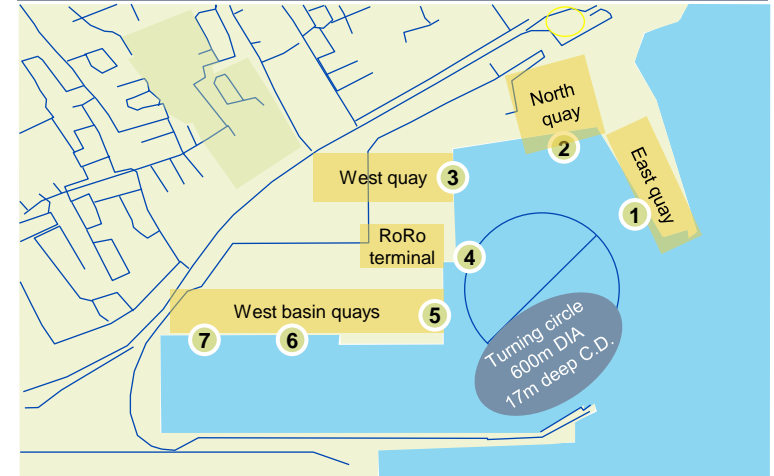 North
quay
2
East quay
West quay
3
1
RoRo
terminal
4
West basin quays
5
7
6
Turning circle
600m DIA
17m deep C.D.